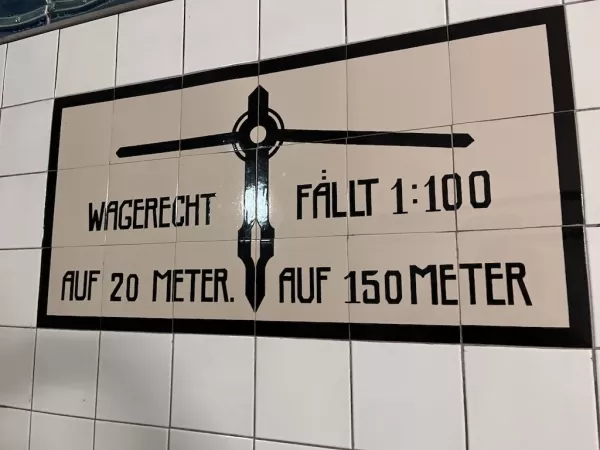 WAGERECHT
AUF 20 METER.
FÄLLT 1:100
AUF 150 METER